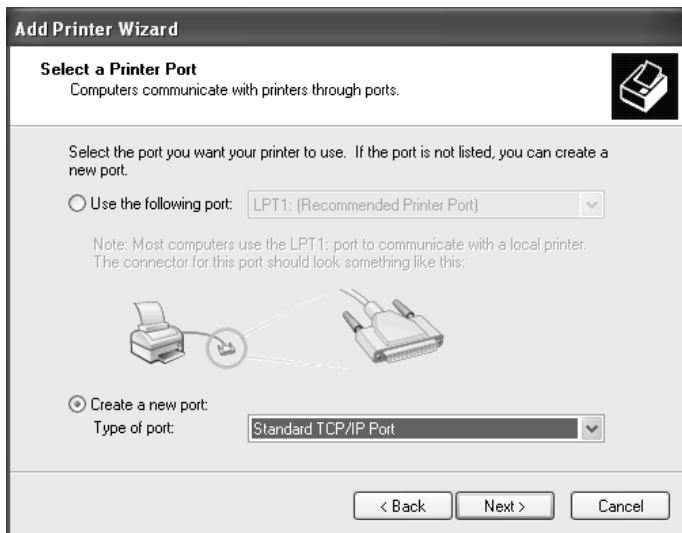 Add Printer Wizard
Select a Printer Port
Computers communicate with printers through ports.
Select the port you want your printer to use. If the port is not listed, you can create a
new port.
Use the following port: LPT1: (Recommended Printer Port)
Note: Most computers use the LPT1: port to communicate with a local printer.
The connector for this port should look something like this:
Create a new port:
Type of port: Standard TCP/IP Port
< Back Next > Cancel